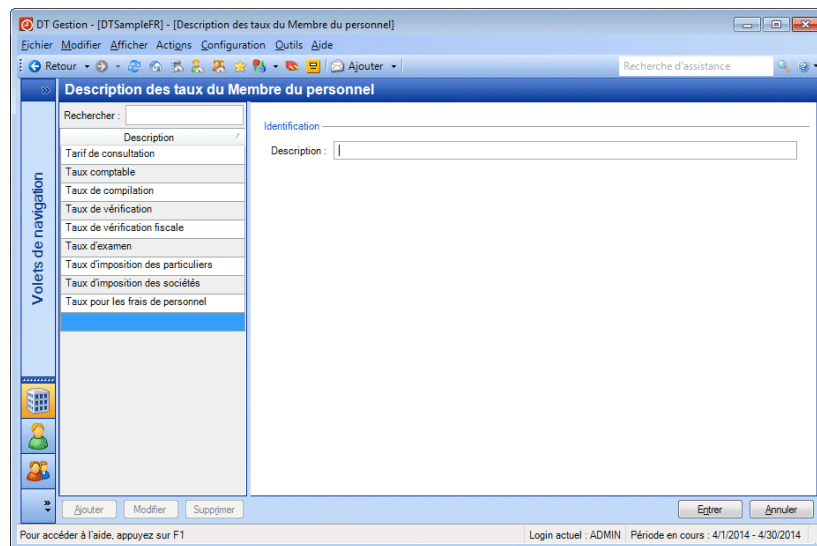 DT Gestion - [DTSampleFR] - [Description des taux du Membre du personnel]
Fichier Modifier Afficher Actions Configuration Outils Aide
Retour Ajouter Recherche d'assistance
Description des taux du Membre du personnel
Rechercher :
Description
Tarif de consultation
Taux comptable
Taux de compilation
Taux de vérification
Taux de vérification fiscale
Taux d'examen
Taux d'imposition des particuliers
Taux d'imposition des sociétés
Taux pour les frais de personnel
Identification
Description :
Volets de navigation
Ajouter Modifier Supprimer Entrer Annuler
Pour accéder à l'aide, appuyez sur F1 Login actuel : ADMIN Période en cours : 4/1/2014 - 4/30/2014